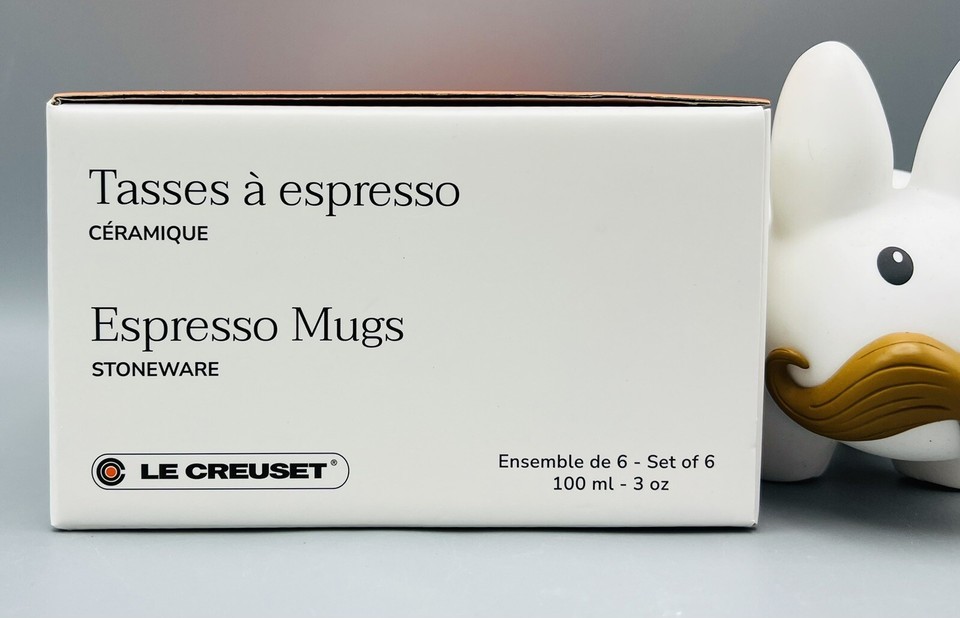 Tasses à espresso
CÉRAMIQUE
Espresso Mugs
STONEWARE
LE CREUSET®
Ensemble de 6 - Set of 6
100 ml - 3 oz